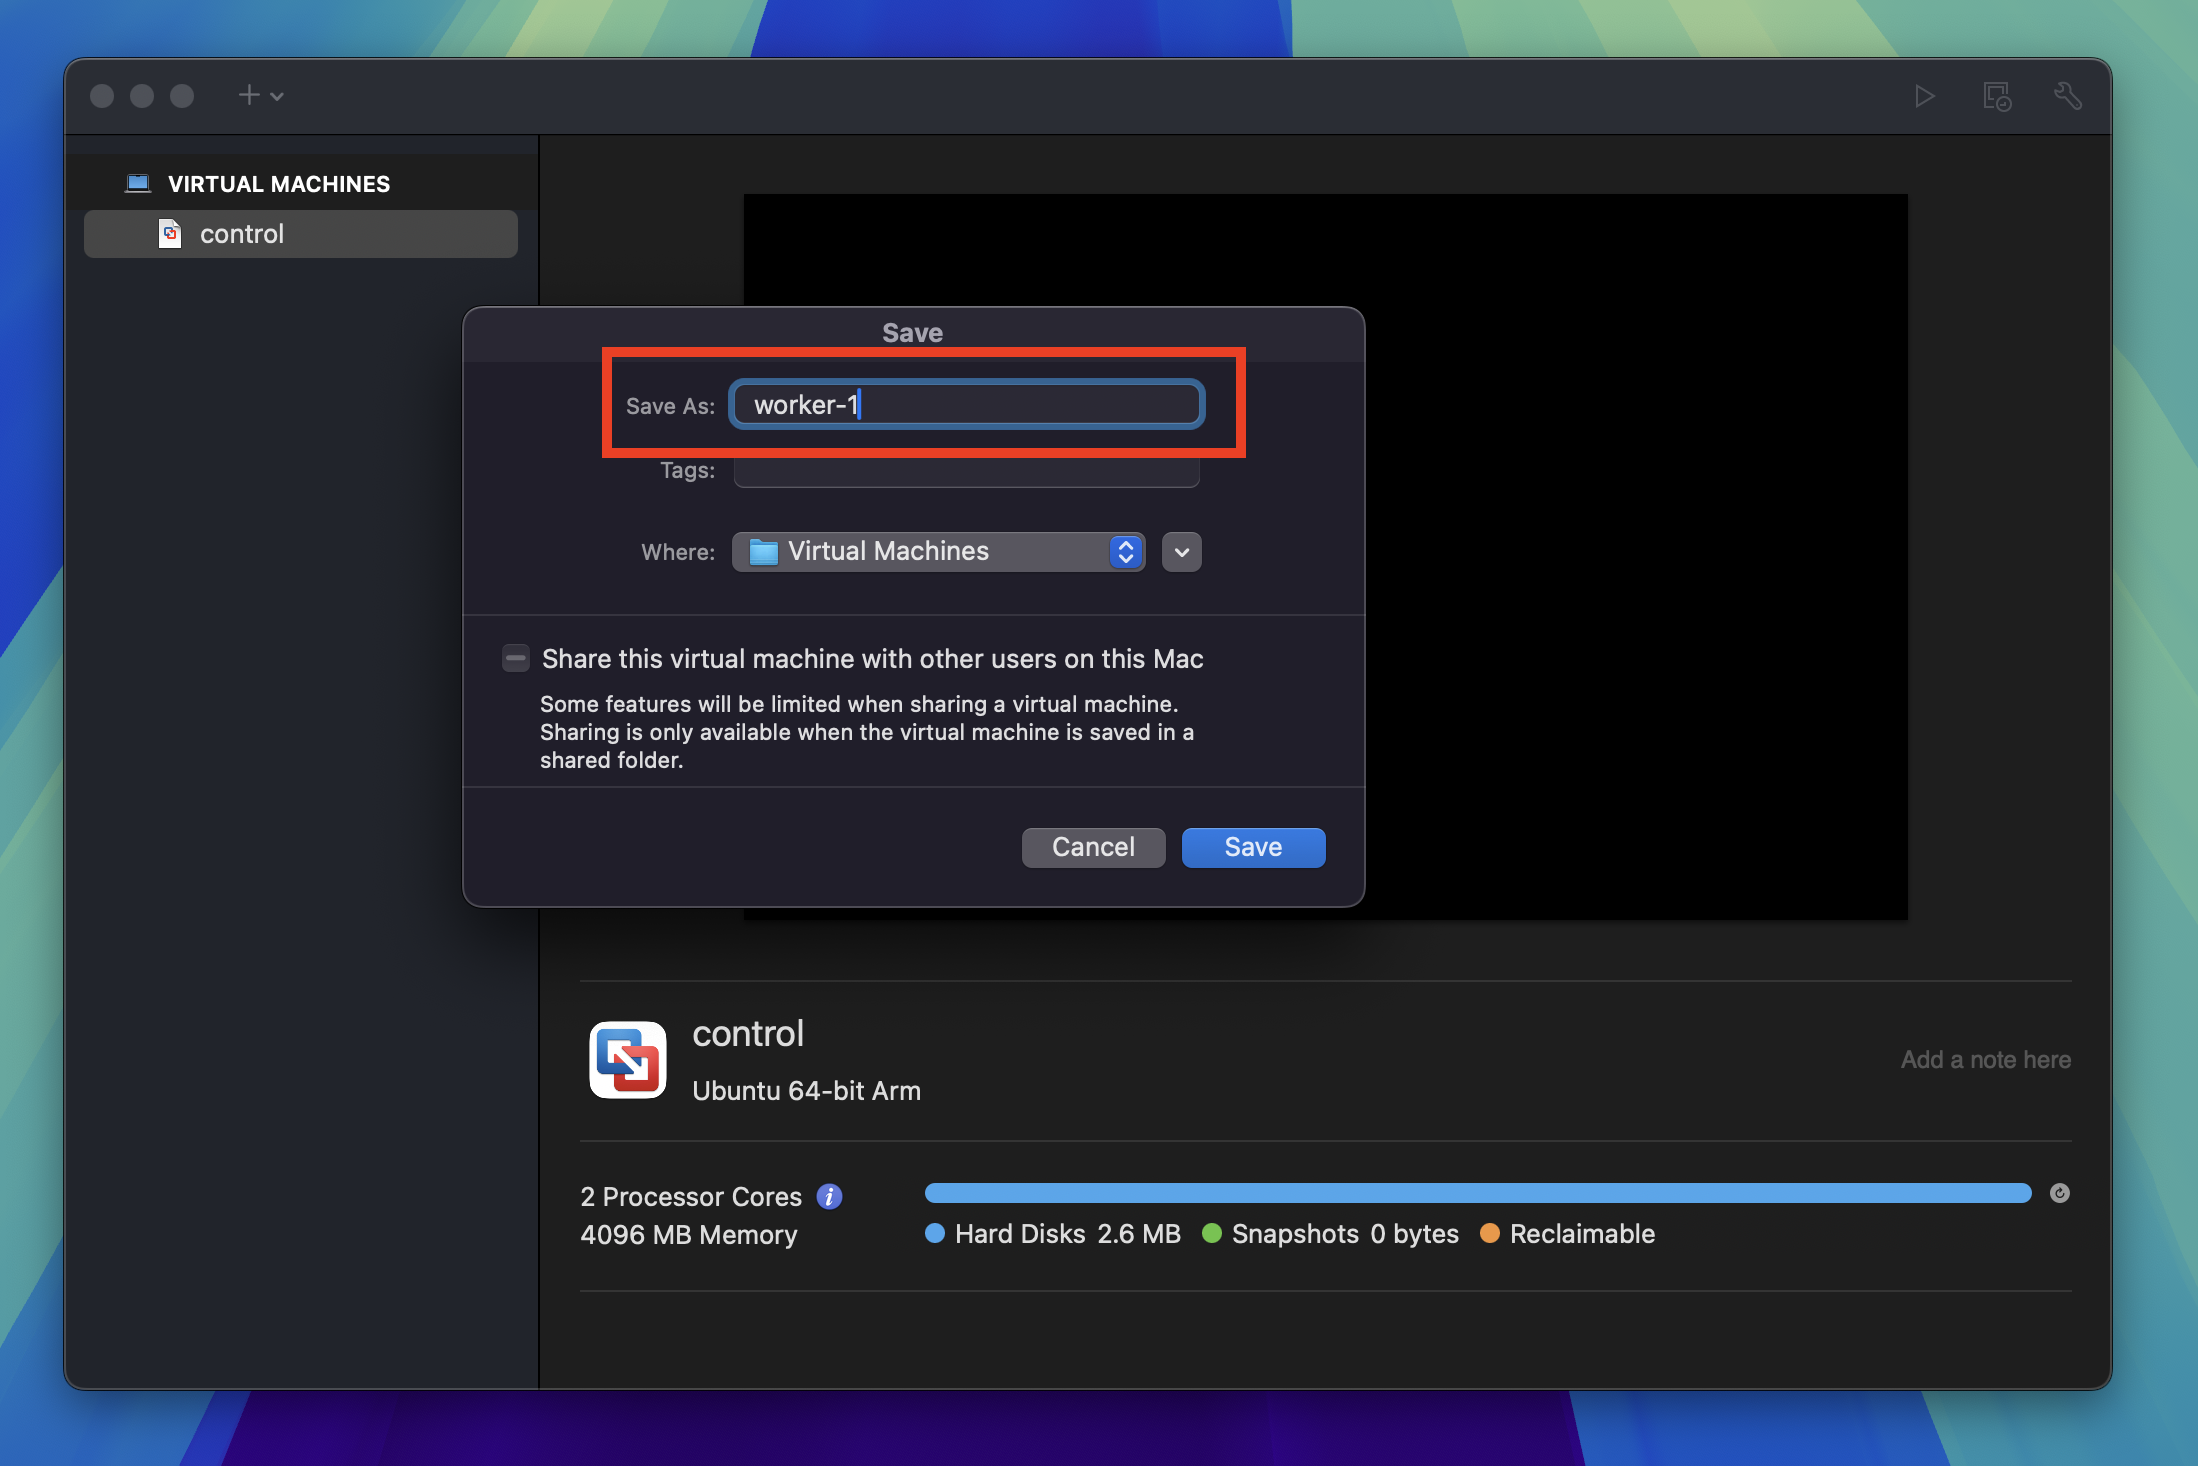 VIRTUAL MACHINES
control
Save
Save As: worker-1
Tags:
Where: Virtual Machines
Share this virtual machine with other users on this Mac
Some features will be limited when sharing a virtual machine.
Sharing is only available when the virtual machine is saved in a
shared folder.
Cancel Save
control
Ubuntu 64-bit Arm
Add a note here
2 Processor Cores
4096 MB Memory
Hard Disks 2.6 MB Snapshots 0 bytes Reclaimable